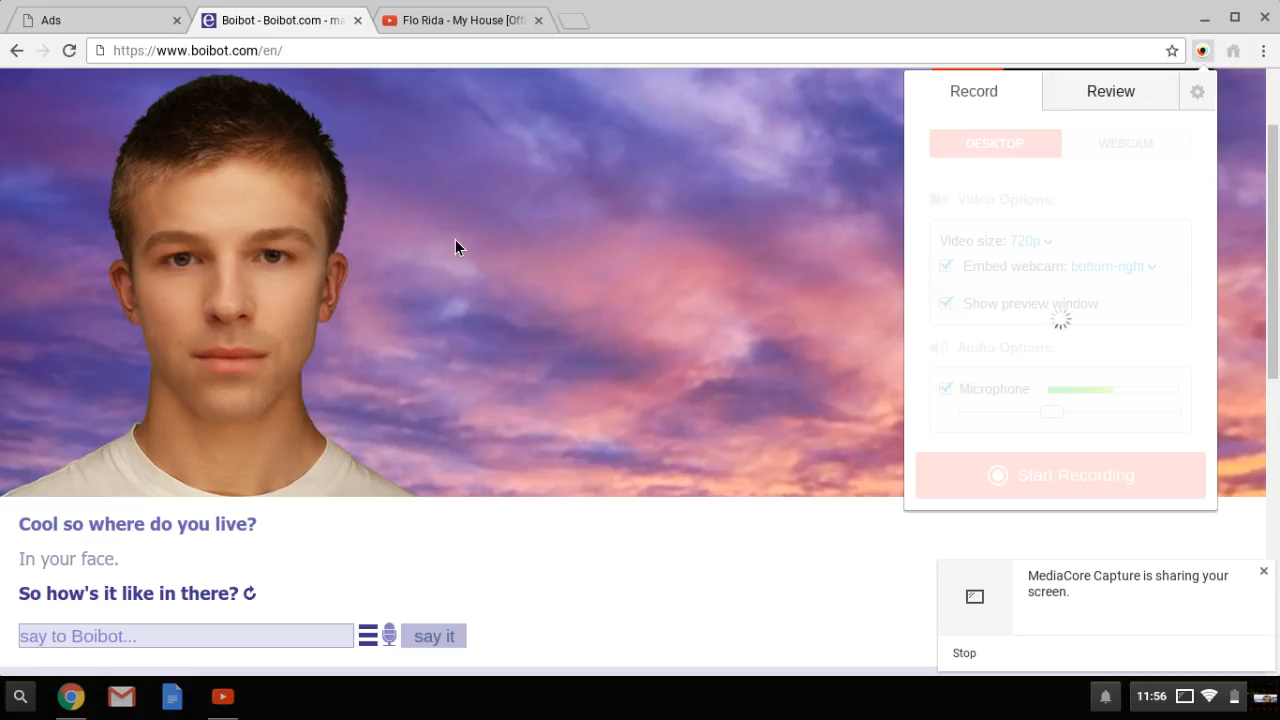 Ads
Boibot - Boibot.com - ma
Flo Rida - My House [Offi
https://www.boibot.com/en/
Record
Review
DESKTOP
WEBCAM
Video Options:
Video size: 720p
Embed webcam: bottom-right
Show preview window
Audio Options:
Microphone
Start Recording
Cool so where do you live?
In your face.
So how's it like in there?
say to Boibot...
say it
MediaCore Capture is sharing your
screen.
Stop
11:56